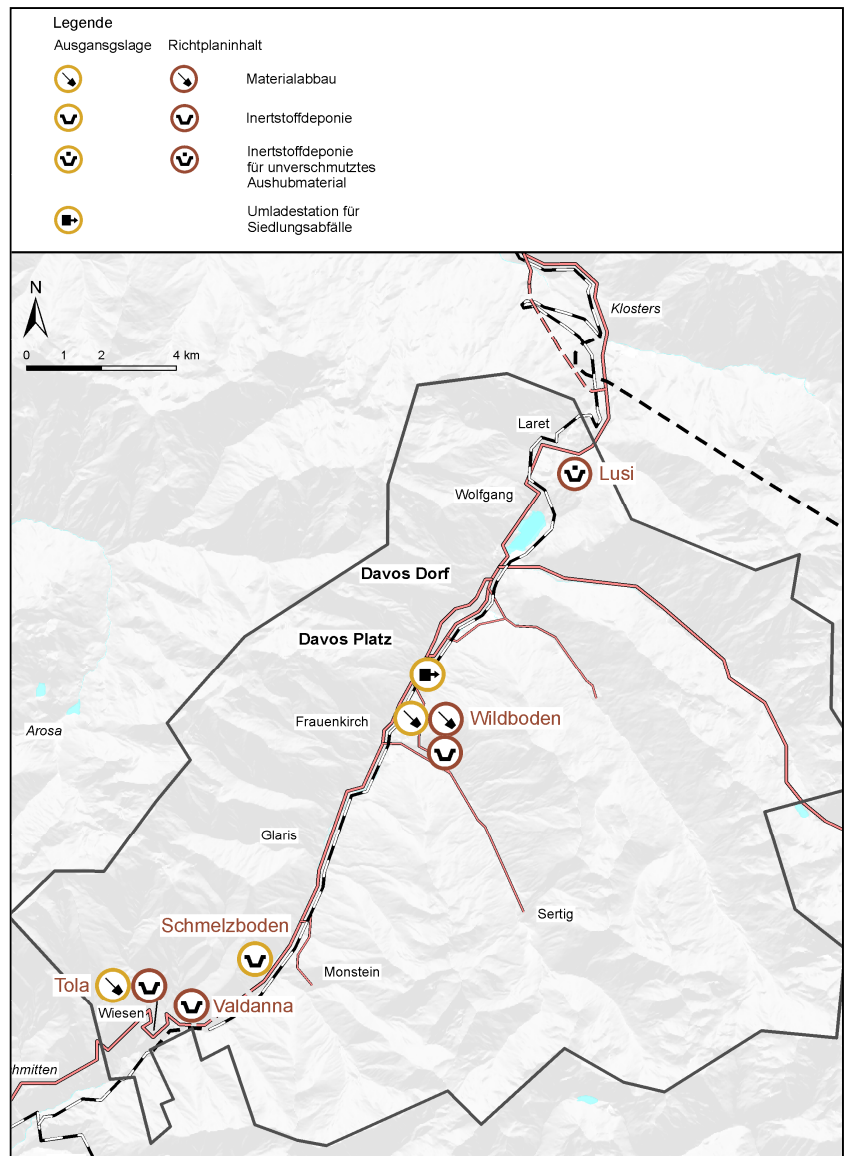 Legende
Ausgansgslage Richtplaninhalt
Materialabbau
Inertstoffdeponie
Inertstoffdeponie
für unverschmutztes
Aushubmaterial
Umladestation für
Siedlungsabfälle
N
0 1 2 4 km
Klosters
Laret
Lusi
Wolfgang
Davos Dorf
Davos Platz
Frauenkirch
Wildboden
Arosa
Glaris
Sertig
Schmelzboden
Monstein
Tola
Valdanna
Wiesen
hmitten